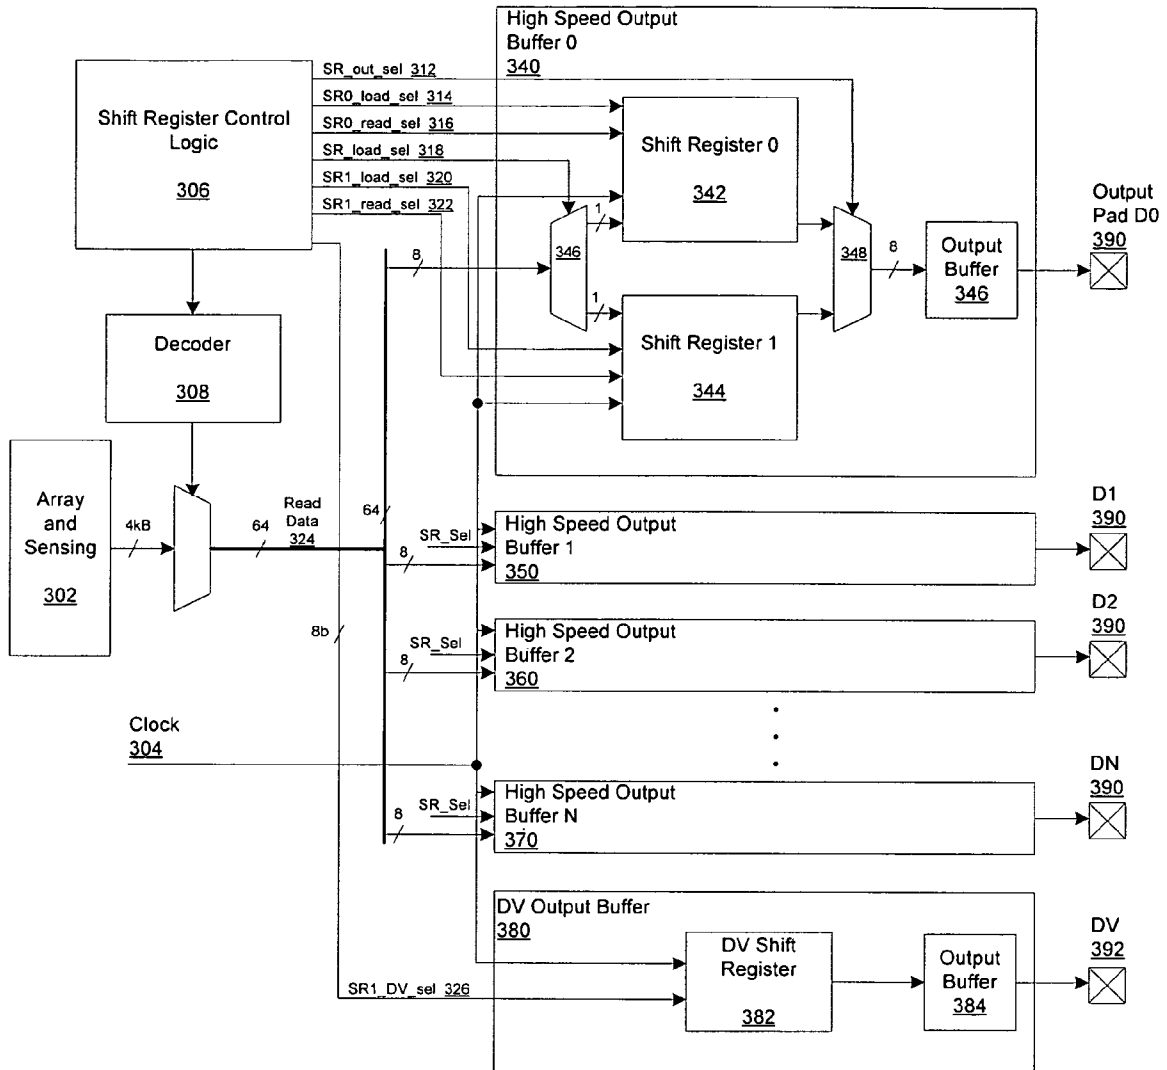 High Speed Output
Buffer 0
340
SR_out_sel 312
SR0_load_sel 314
SR0_read_sel 316
SR_load_sel 318
SR1_load_sel 320
SR1_read_sel 322
Shift Register Control
Logic
306
Shift Register 0
342
Output
Pad D0
390
1
346
8
348
8
Output
Buffer
346
1
Shift Register 1
344
Decoder
308
Array
and
Sensing
302
4kB
64
Read
Data
324
64
SR_Sel
8
High Speed Output
Buffer 1
350
D1
390
8b
SR_Sel
8
High Speed Output
Buffer 2
360
D2
390
Clock
304
SR_Sel
8
High Speed Output
Buffer N
370
DN
390
DV Output Buffer
380
DV Shift
Register
382
Output
Buffer
384
DV
392
SR1_DV_sel 326